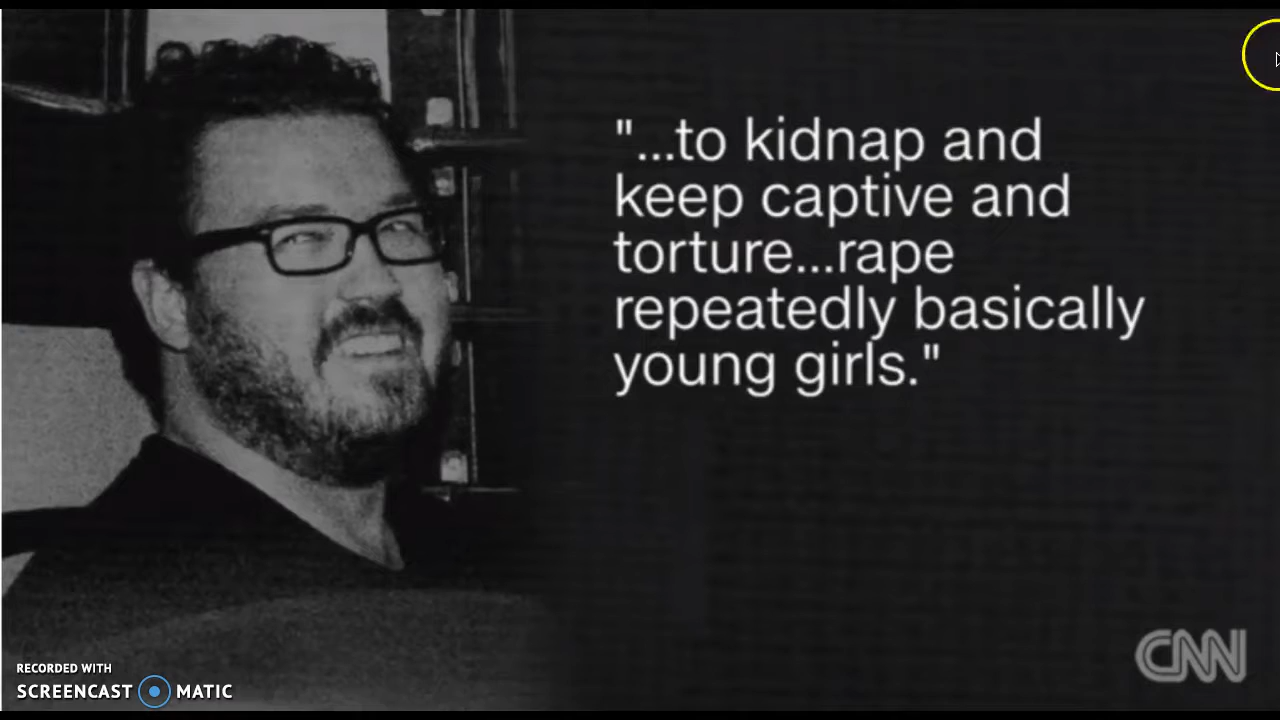 "...to kidnap and
keep captive and
torture...rape
repeatedly basically
young girls."
CNN
RECORDED WITH
SCREENCAST MATIC